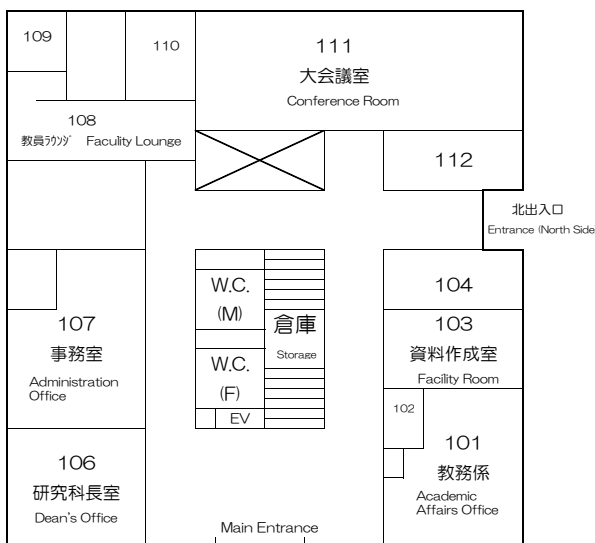 109
110
111
大会議室
Conference Room
108
教員ﾗｳﾝｼﾞ Faculity Lounge
112
北出入口
Entrance (North Side
W.C.
(M)
倉庫
Storage
W.C.
(F)
EV
104
103
資料作成室
Facility Room
107
事務室
Administration
Office
102
101
教務係
Academic
Affairs Office
106
研究科長室
Dean's Office
Main Entrance